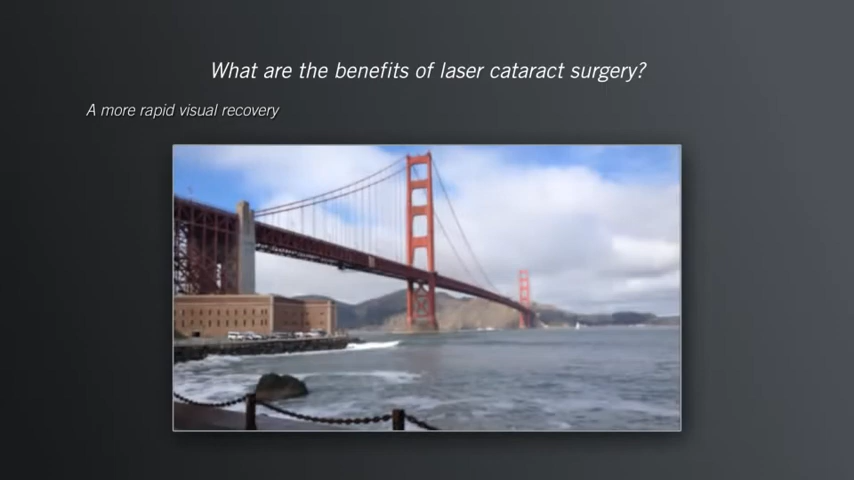 What are the benefits of laser cataract surgery?
A more rapid visual recovery